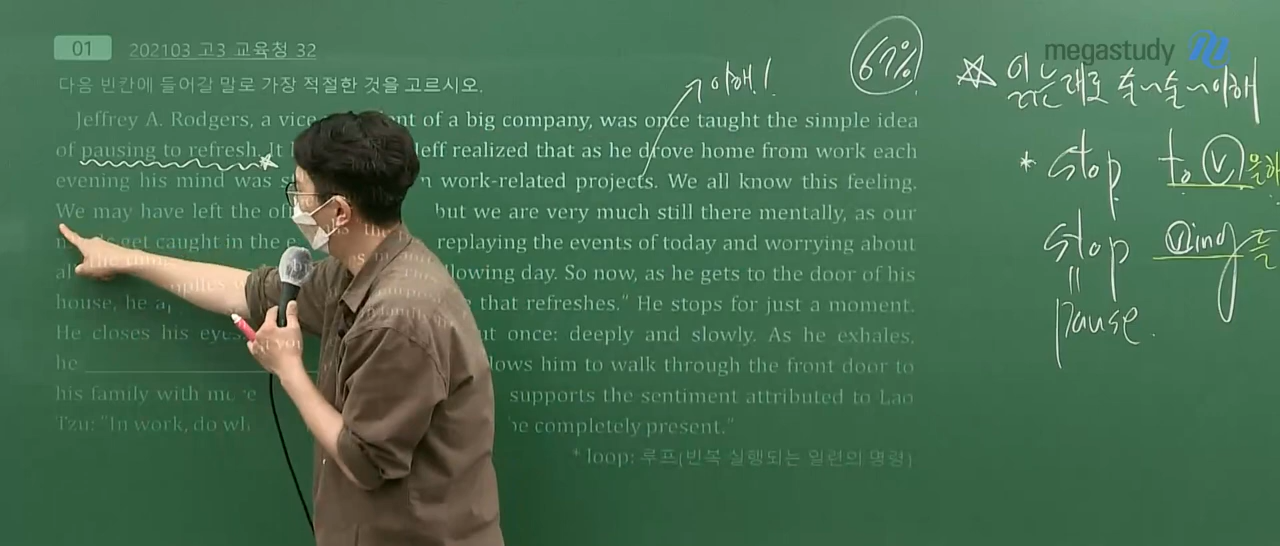 01 202103 고3 교육청 32
다음 빈칸에 들어갈 말로 가장 적절한 것을 고르시오.
Jeffrey A. Rodgers, a vice of a big company, was once taught the simple idea
of pausing to refresh. It realized that as he drove home from work each
evening his mind was work-related projects. We all know this feeling.
We may have left the but we are very much still there mentally, as our
get caught in the replaying the events of today and worrying about
day. So now, as he gets to the door of his
house, he that refreshes." He stops for just a moment.
He closes his once: deeply and slowly. As he exhales,
he him to walk through the front door to
his family with supports the sentiment attributed to Lao
Tzu: "In work, do be completely present."
* loop: 루프(반복 실행되는 일련의 명령)
이해!
67%
megastudy
읽는대로 술~술~이해
* stop to ⓥ
stop ⓥing
=
pause.